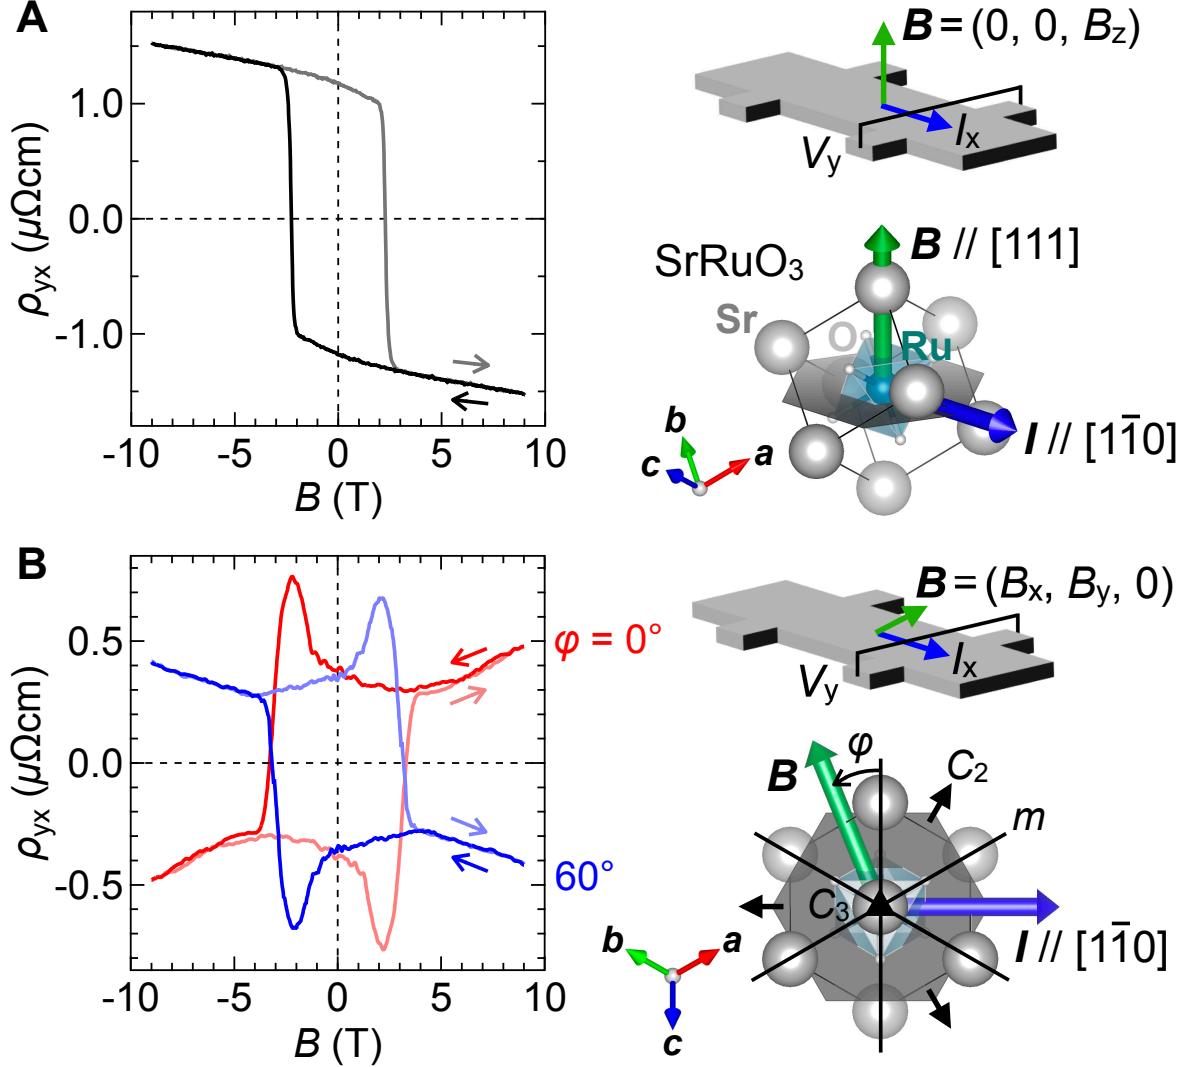 A
1.0
0.0
-1.0
ρyx (μΩcm)
-10 -5 0 5 10
B (T)
B = (0, 0, Bz)
Ix
Vy
SrRuO3
B // [111]
Sr
O
Ru
I // [11̅0]
b
a
c
B
0.5
0.0
-0.5
ρyx (μΩcm)
-10 -5 0 5 10
B (T)
φ = 0°
60°
B = (Bx, By, 0)
Ix
Vy
φ
B
C2
m
C3
I // [11̅0]
b
a
c